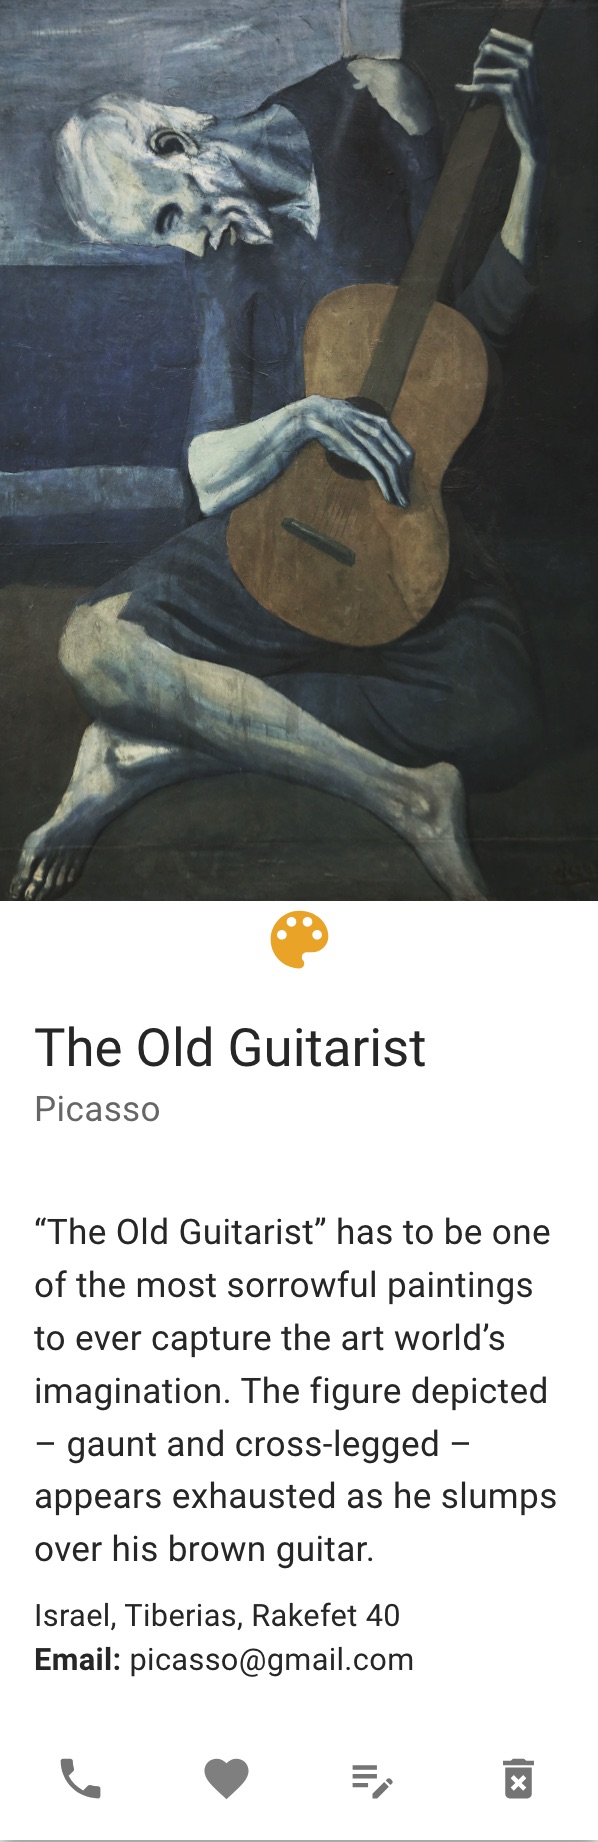 The Old Guitarist
Picasso
“The Old Guitarist” has to be one
of the most sorrowful paintings
to ever capture the art world’s
imagination. The figure depicted
– gaunt and cross-legged –
appears exhausted as he slumps
over his brown guitar.
Israel, Tiberias, Rakefet 40
Email: picasso@gmail.com